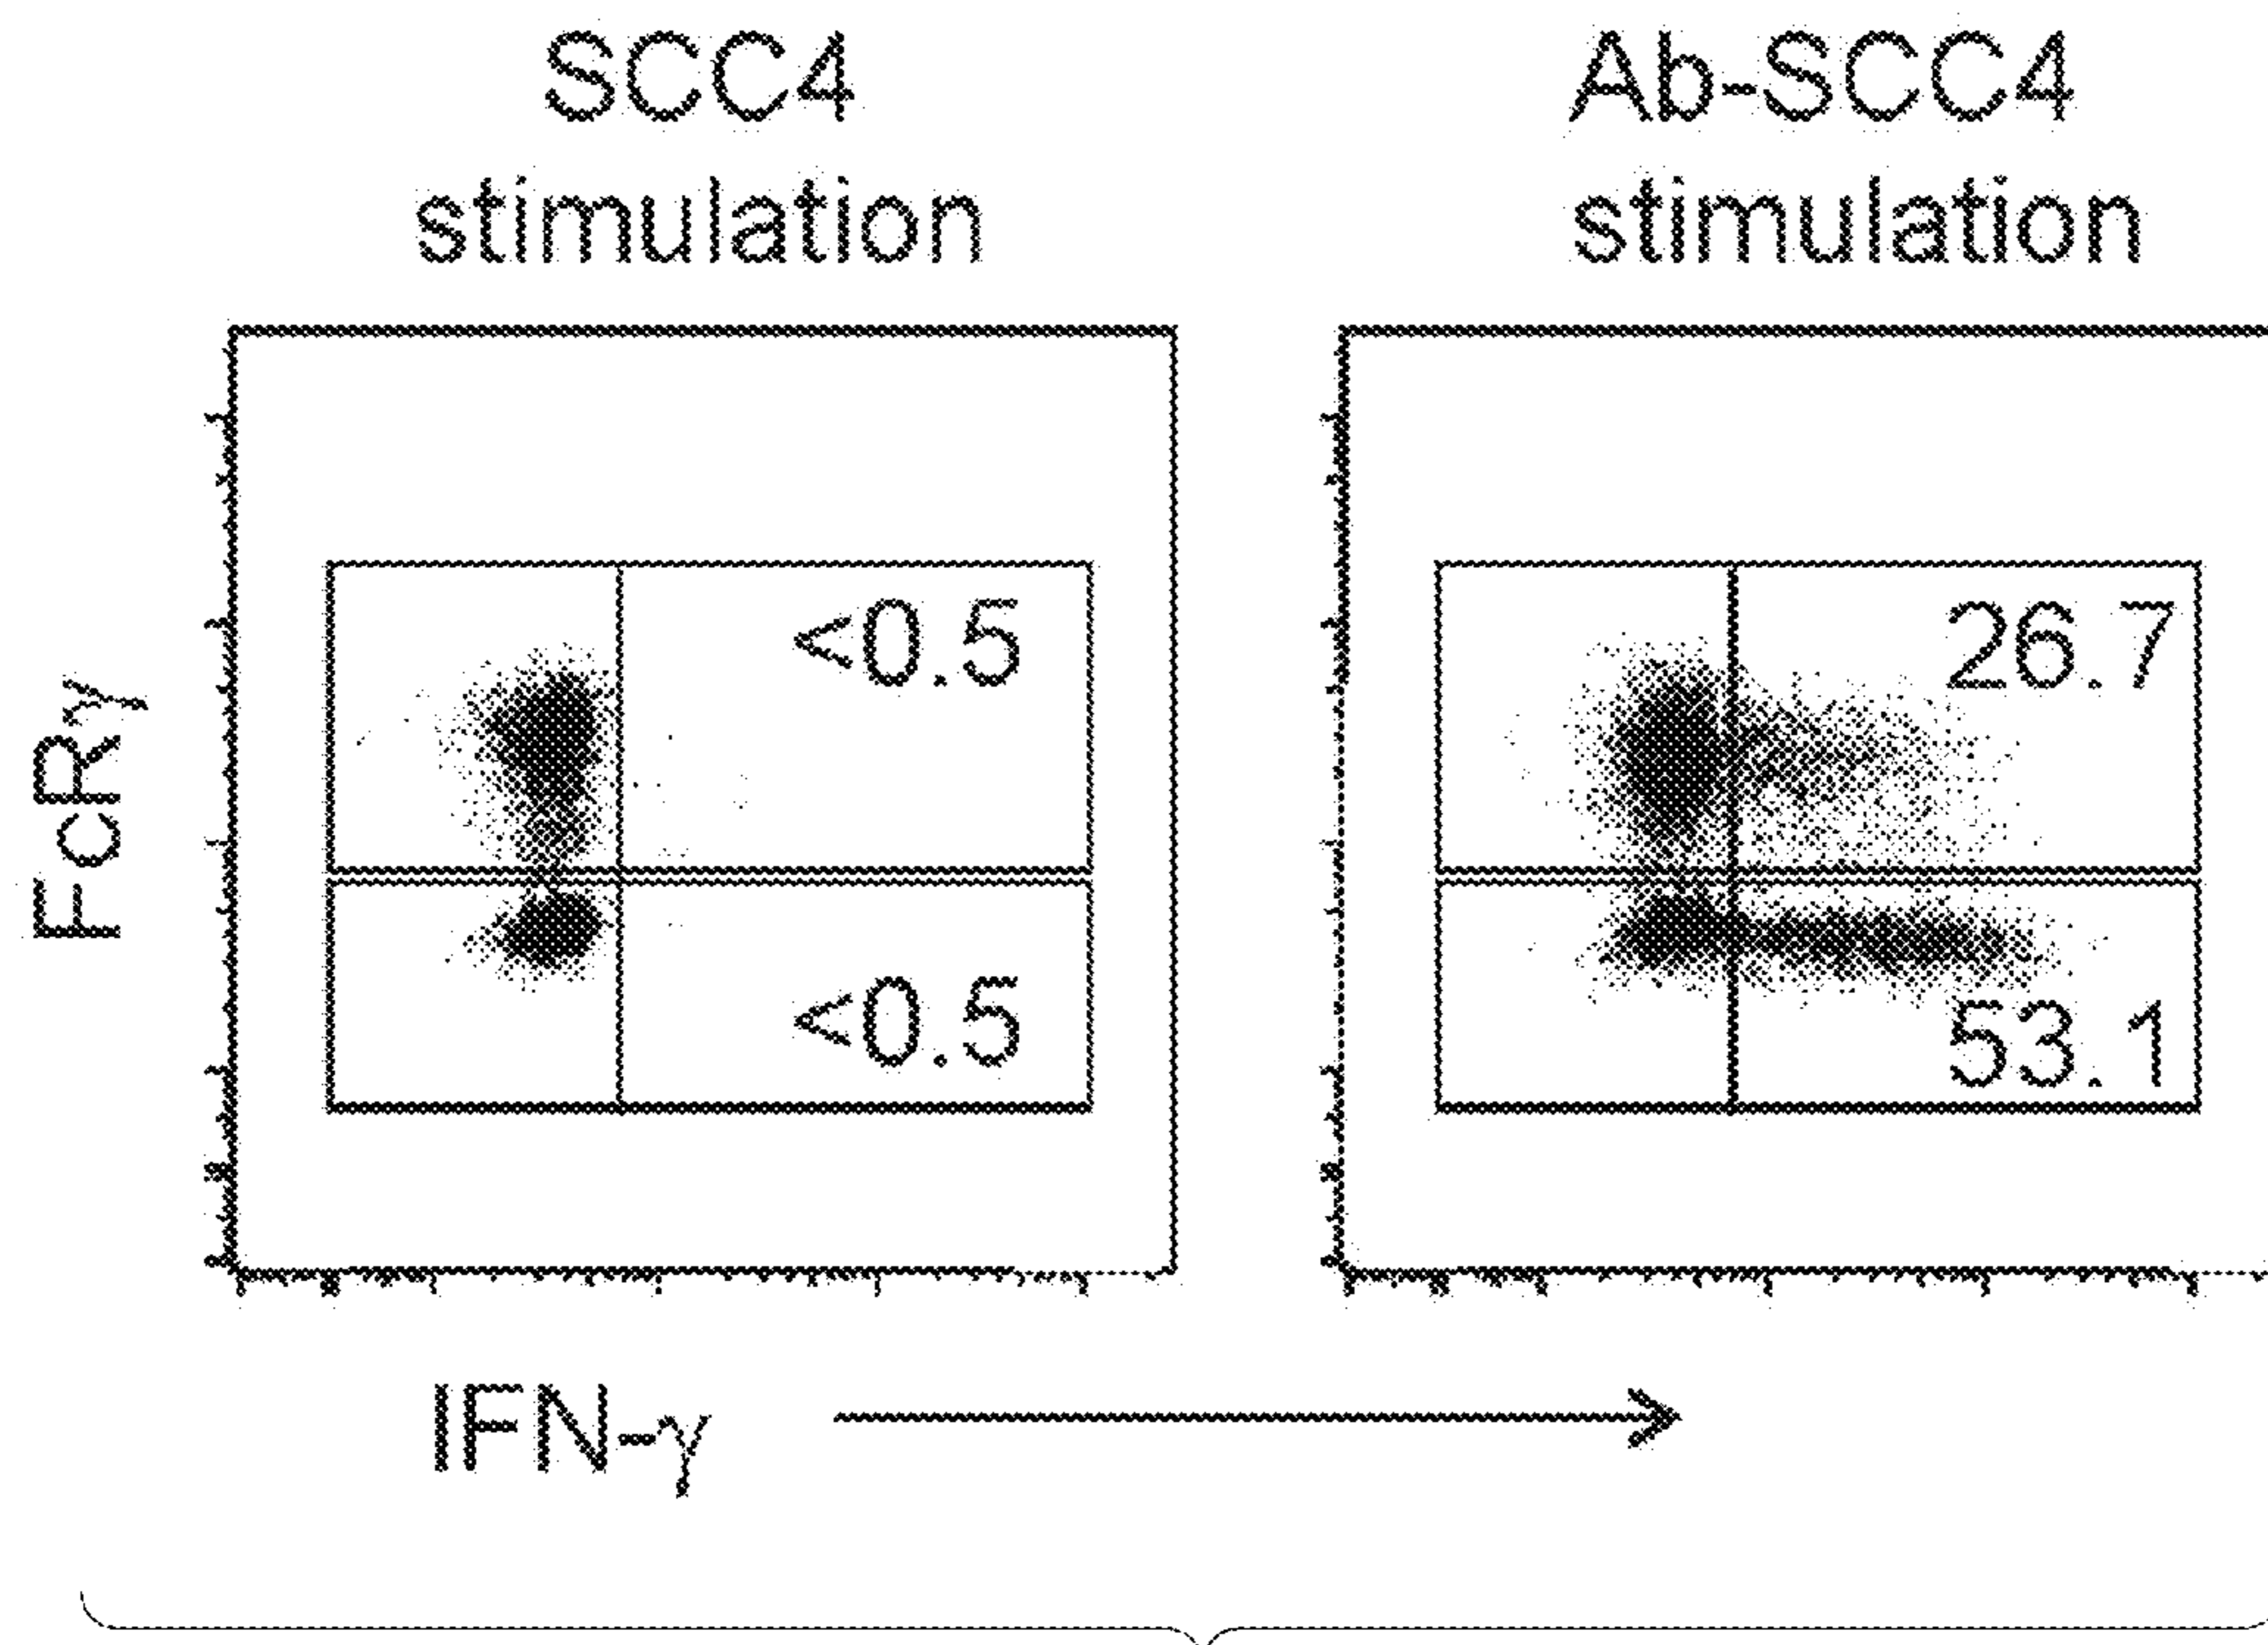 SCC4
stimulation
Ab-SCC4
stimulation
FcRγ
<0.5
<0.5
26.7
53.1
IFN-γ